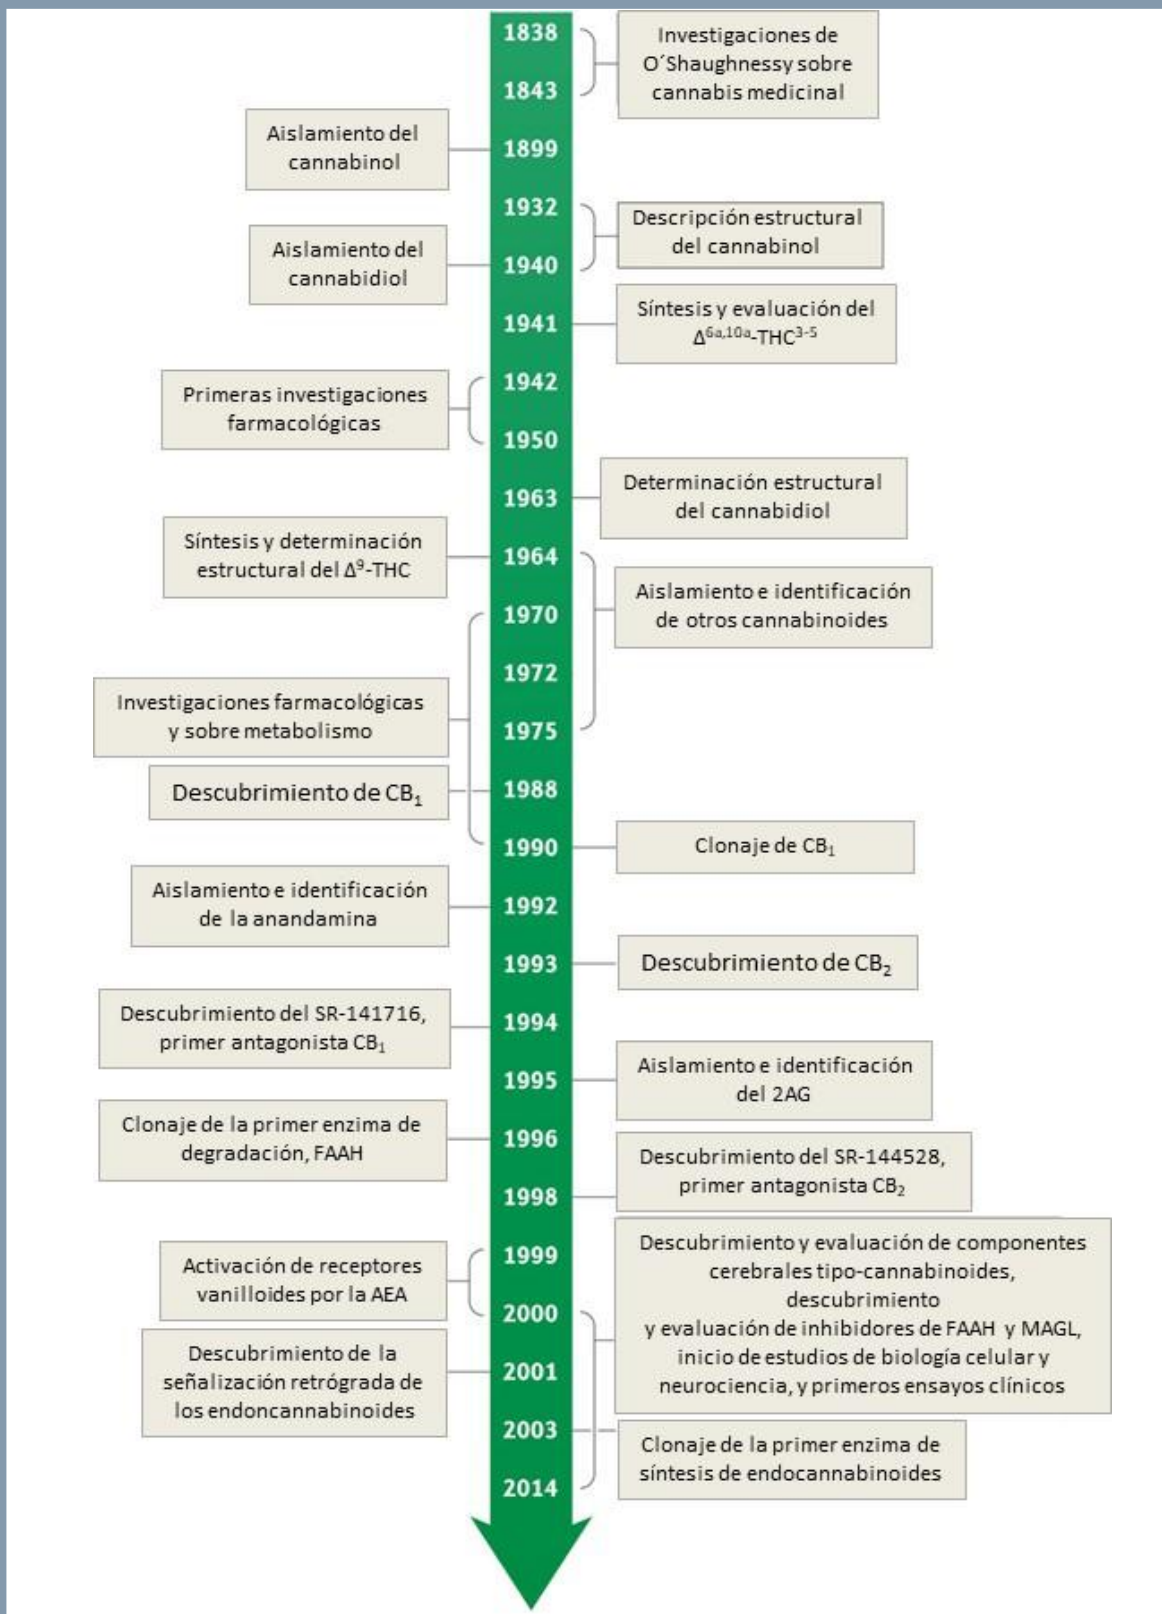 1838
Investigaciones de
O´Shaughnessy sobre
cannabis medicinal
1843
Aislamiento del
cannabinol
1899
1932
Descripción estructural
del cannabinol
Aislamiento del
cannabidiol
1940
1941
Síntesis y evaluación del
Δ6a,10a-THC3-5
1942
Primeras investigaciones
farmacológicas
1950
1963
Determinación estructural
del cannabidiol
Síntesis y determinación
estructural del Δ9-THC
1964
Aislamiento e identificación
de otros cannabinoides
1970
1972
Investigaciones farmacológicas
y sobre metabolismo
1975
Descubrimiento de CB1
1988
1990
Clonaje de CB1
Aislamiento e identificación
de la anandamina
1992
1993
Descubrimiento de CB2
Descubrimiento del SR-141716,
primer antagonista CB1
1994
1995
Aislamiento e identificación
del 2AG
Clonaje de la primer enzima de
degradación, FAAH
1996
Descubrimiento del SR-144528,
primer antagonista CB2
1998
1999
Descubrimiento y evaluación de componentes
cerebrales tipo-cannabinoides,
descubrimiento
y evaluación de inhibidores de FAAH y MAGL,
inicio de estudios de biología celular y
neurociencia, y primeros ensayos clínicos
Activación de receptores
vanilloides por la AEA
2000
Descubrimiento de la
señalización retrógrada de
los endoncannabinoides
2001
2003
Clonaje de la primer enzima de
síntesis de endocannabinoides
2014